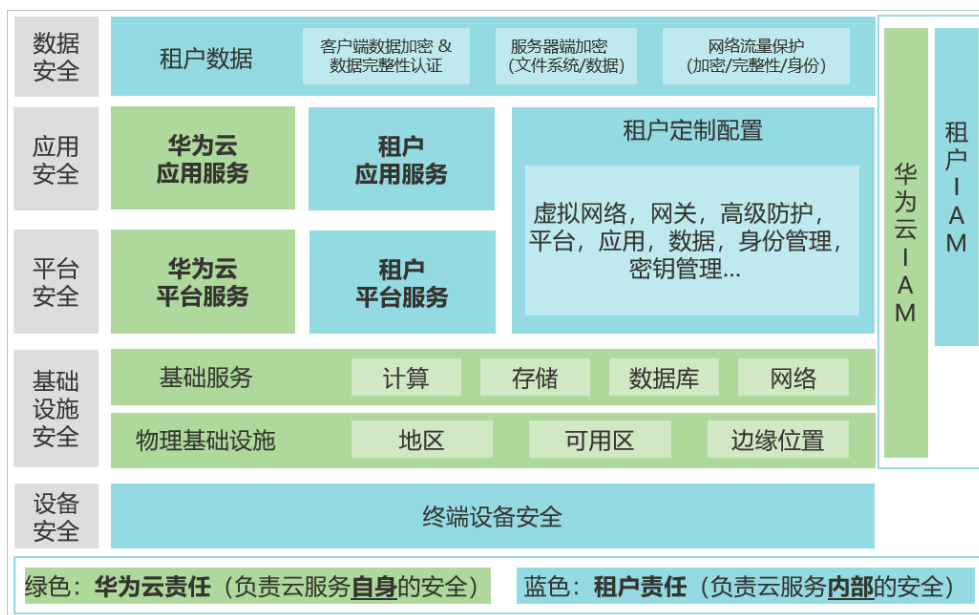 数据
安全
租户数据
客户端数据加密 &
数据完整性认证
服务器端加密
(文件系统/数据)
网络流量保护
(加密/完整性/身份)
应用
安全
华为云
应用服务
租户
应用服务
租户定制配置
虚拟网络，网关，高级防护，
平台，应用，数据，身份管理，
密钥管理...
平台
安全
华为云
平台服务
租户
平台服务
华为云IAM
租户IAM
基础
设施
安全
基础服务
计算
存储
数据库
网络
物理基础设施
地区
可用区
边缘位置
设备
安全
终端设备安全
绿色：华为云责任（负责云服务自身的安全）
蓝色：租户责任（负责云服务内部的安全）